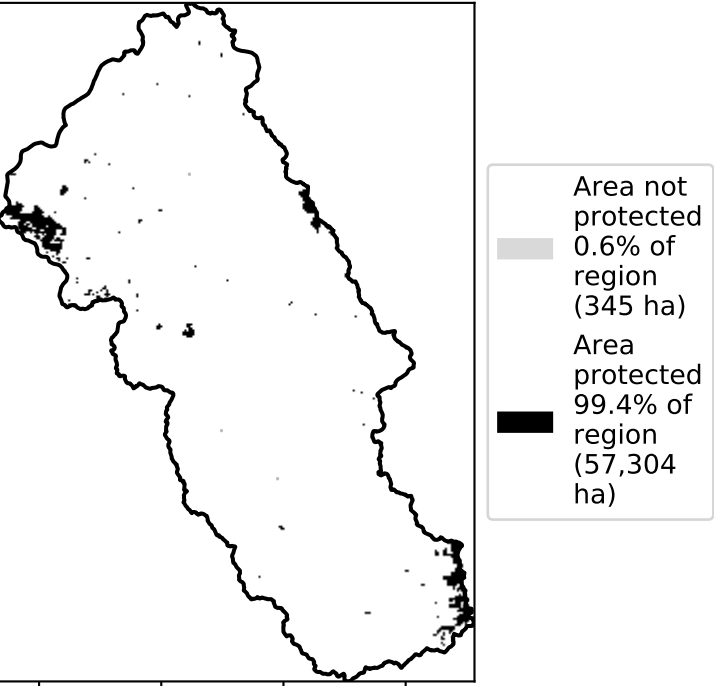 Area not
protected
0.6% of
region
(345 ha)
Area
protected
99.4% of
region
(57,304
ha)